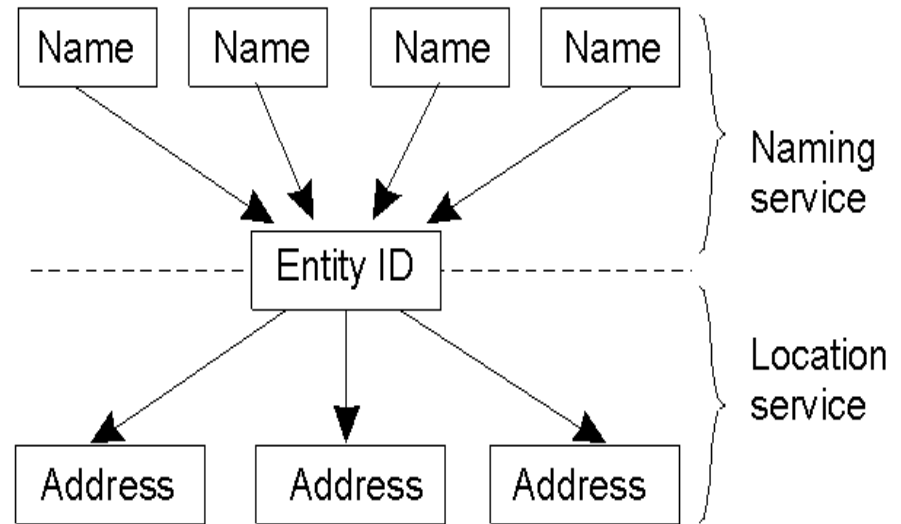 Name
Name
Name
Name
Naming
service
Entity ID
Location
service
Address
Address
Address